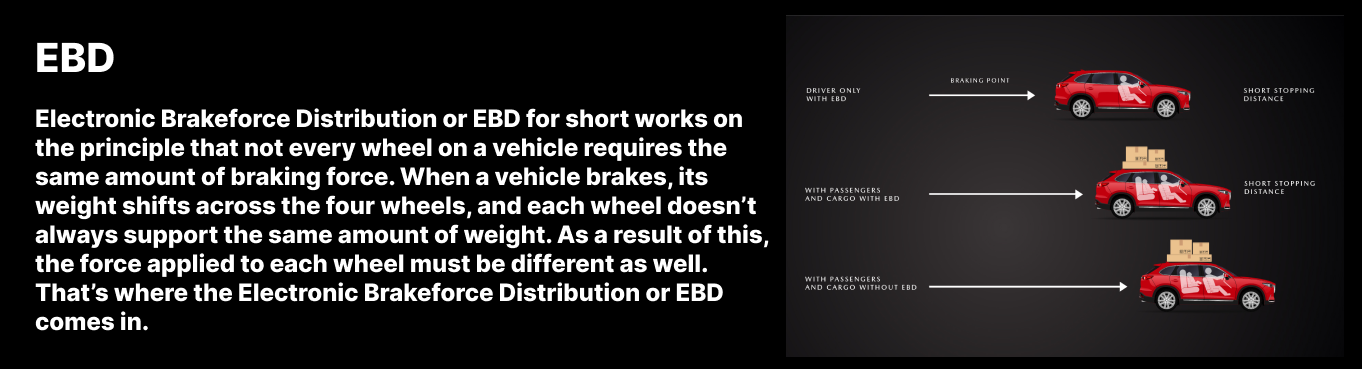 EBD
Electronic Brakeforce Distribution or EBD for short works on
the principle that not every wheel on a vehicle requires the
same amount of braking force. When a vehicle brakes, its
weight shifts across the four wheels, and each wheel doesn’t
always support the same amount of weight. As a result of this,
the force applied to each wheel must be different as well.
That’s where the Electronic Brakeforce Distribution or EBD
comes in.
BRAKING POINT
DRIVER ONLY
WITH EBD
SHORT STOPPING
DISTANCE
WITH PASSENGERS
AND CARGO WITH EBD
SHORT STOPPING
DISTANCE
WITH PASSENGERS
AND CARGO WITHOUT EBD